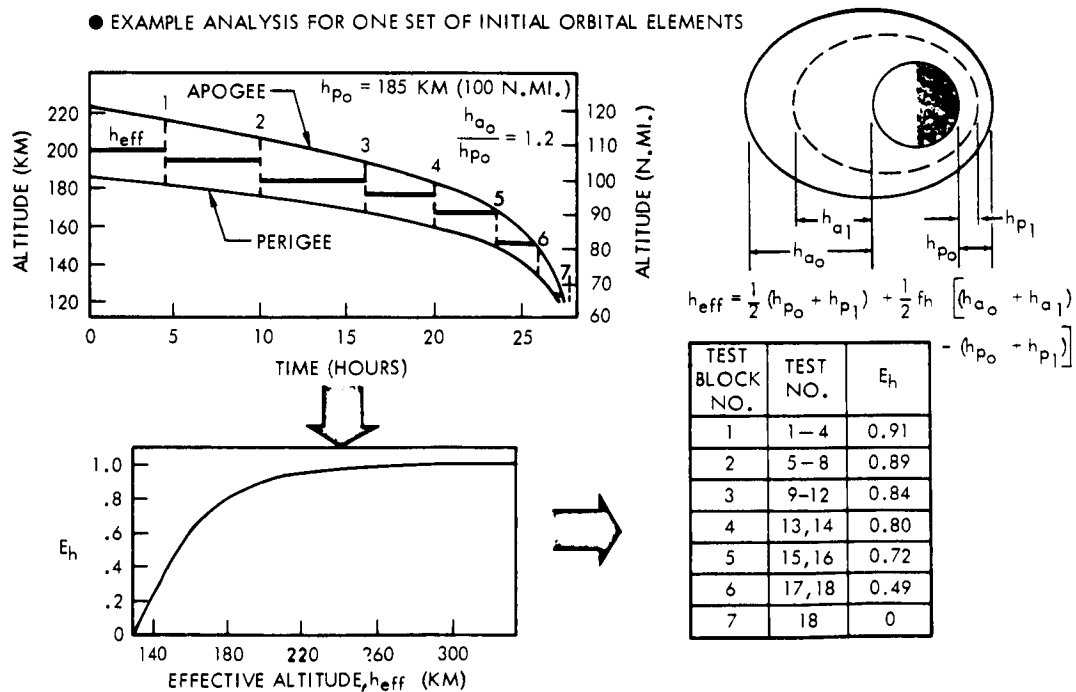 ● EXAMPLE ANALYSIS FOR ONE SET OF INITIAL ORBITAL ELEMENTS
ALTITUDE (KM)
220
200
180
160
140
120
APOGEE
h_po = 185 KM (100 N.MI.)
h_ao / h_po = 1.2
h_eff
PERIGEE
1
2
3
4
5
6
7
120
110
100
90
80
70
60
ALTITUDE (N.MI.)
0 5 10 15 20 25
TIME (HOURS)
h_a1
h_p1
h_ao
h_po
h_eff = 1/2 (h_po + h_p1) + 1/2 f_h [(h_ao + h_a1)
- (h_po + h_p1)]
E_h
1.0
.8
.6
.4
.2
0
140 180 220 260 300
EFFECTIVE ALTITUDE, h_eff (KM)
TEST BLOCK NO. TEST NO. E_h
1 1-4 0.91
2 5-8 0.89
3 9-12 0.84
4 13,14 0.80
5 15,16 0.72
6 17,18 0.49
7 18 0